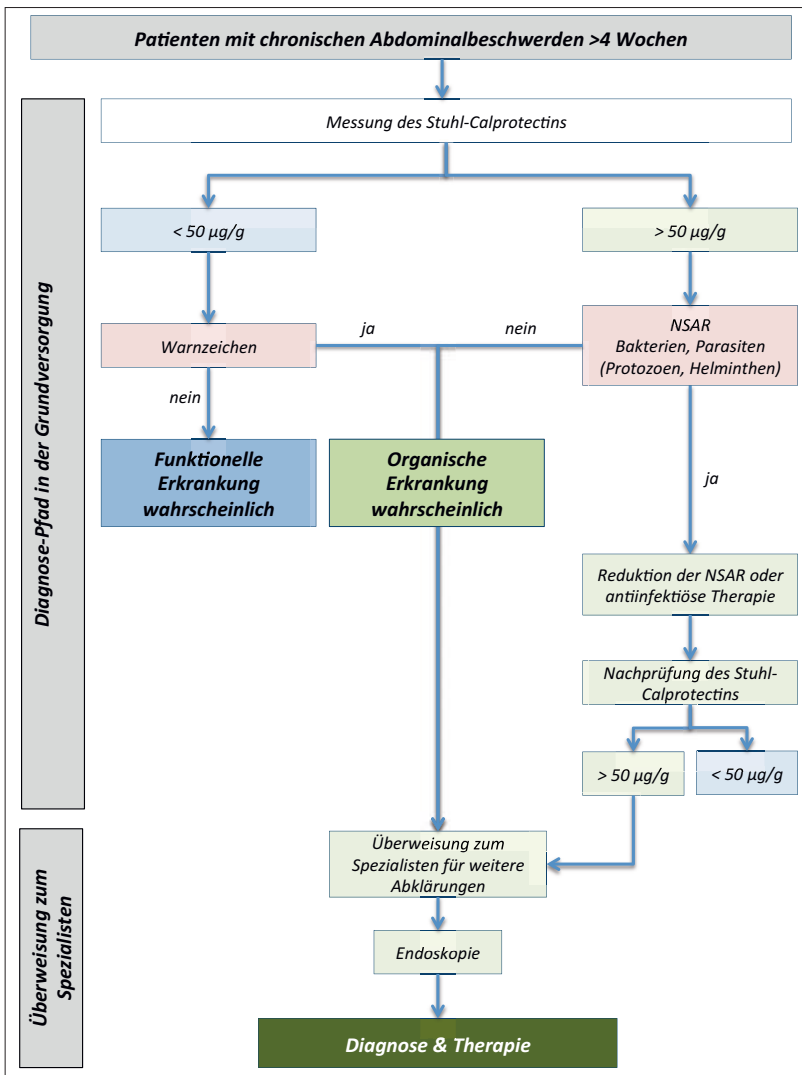 Patienten mit chronischen Abdominalbeschwerden >4 Wochen
Diagnose-Pfad in der Grundversorgung
Messung des Stuhl-Calprotectins
< 50 µg/g
> 50 µg/g
Warnzeichen
ja
nein
NSAR
Bakterien, Parasiten
(Protozoen, Helminthen)
nein
Funktionelle
Erkrankung
wahrscheinlich
Organische
Erkrankung
wahrscheinlich
ja
Reduktion der NSAR oder
antiinfektiöse Therapie
Nachprüfung des Stuhl-
Calprotectins
> 50 µg/g
< 50 µg/g
Überweisung zum
Spezialisten
Überweisung zum
Spezialisten für weitere
Abklärungen
Endoskopie
Diagnose & Therapie